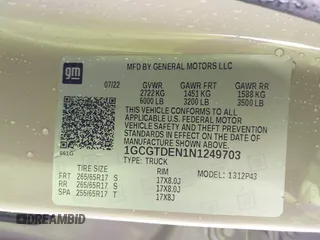 gm
MFD BY GENERAL MOTORS LLC
07/22 GVWR GAWR FRT GAWR RR
2722 KG 1451 KG 1588 KG
6000 LB 3200 LB 3500 LB
THIS VEHICLE CONFORMS TO ALL
APPLICABLE U.S. FEDERAL MOTOR
VEHICLE SAFETY AND THEFT PREVENTION
STANDARDS IN EFFECT ON THE DATE OF
MANUFACTURE SHOWN ABOVE.
1GCGTDEN1N1249703
TYPE: TRUCK
TIRE SIZE RIM MODEL: 1312P43
FRT 265/65R17 S 17X8.0J
RR 265/65R17 S 17X8.0J
SPA 255/65R17 T 17X8J
DREAMBID